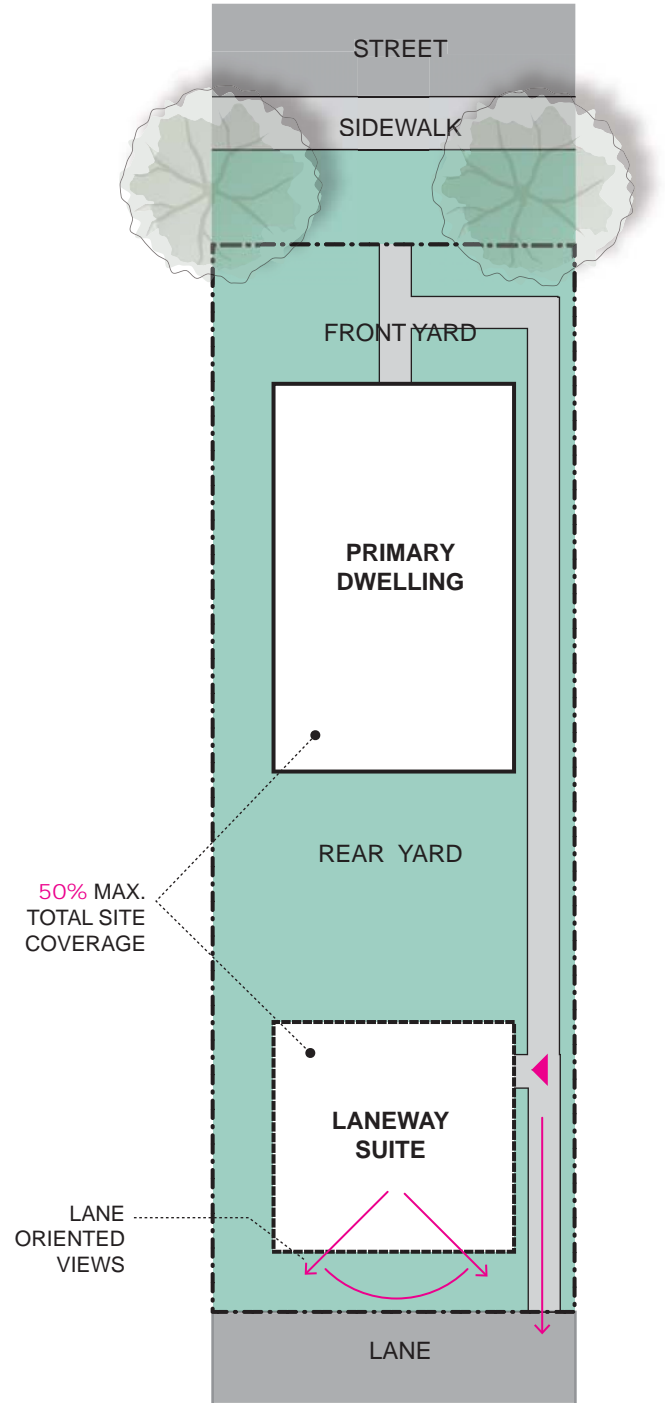 STREET
SIDEWALK
FRONT YARD
PRIMARY
DWELLING
REAR YARD
50% MAX.
TOTAL SITE
COVERAGE
LANEWAY
SUITE
LANE
ORIENTED
VIEWS
LANE